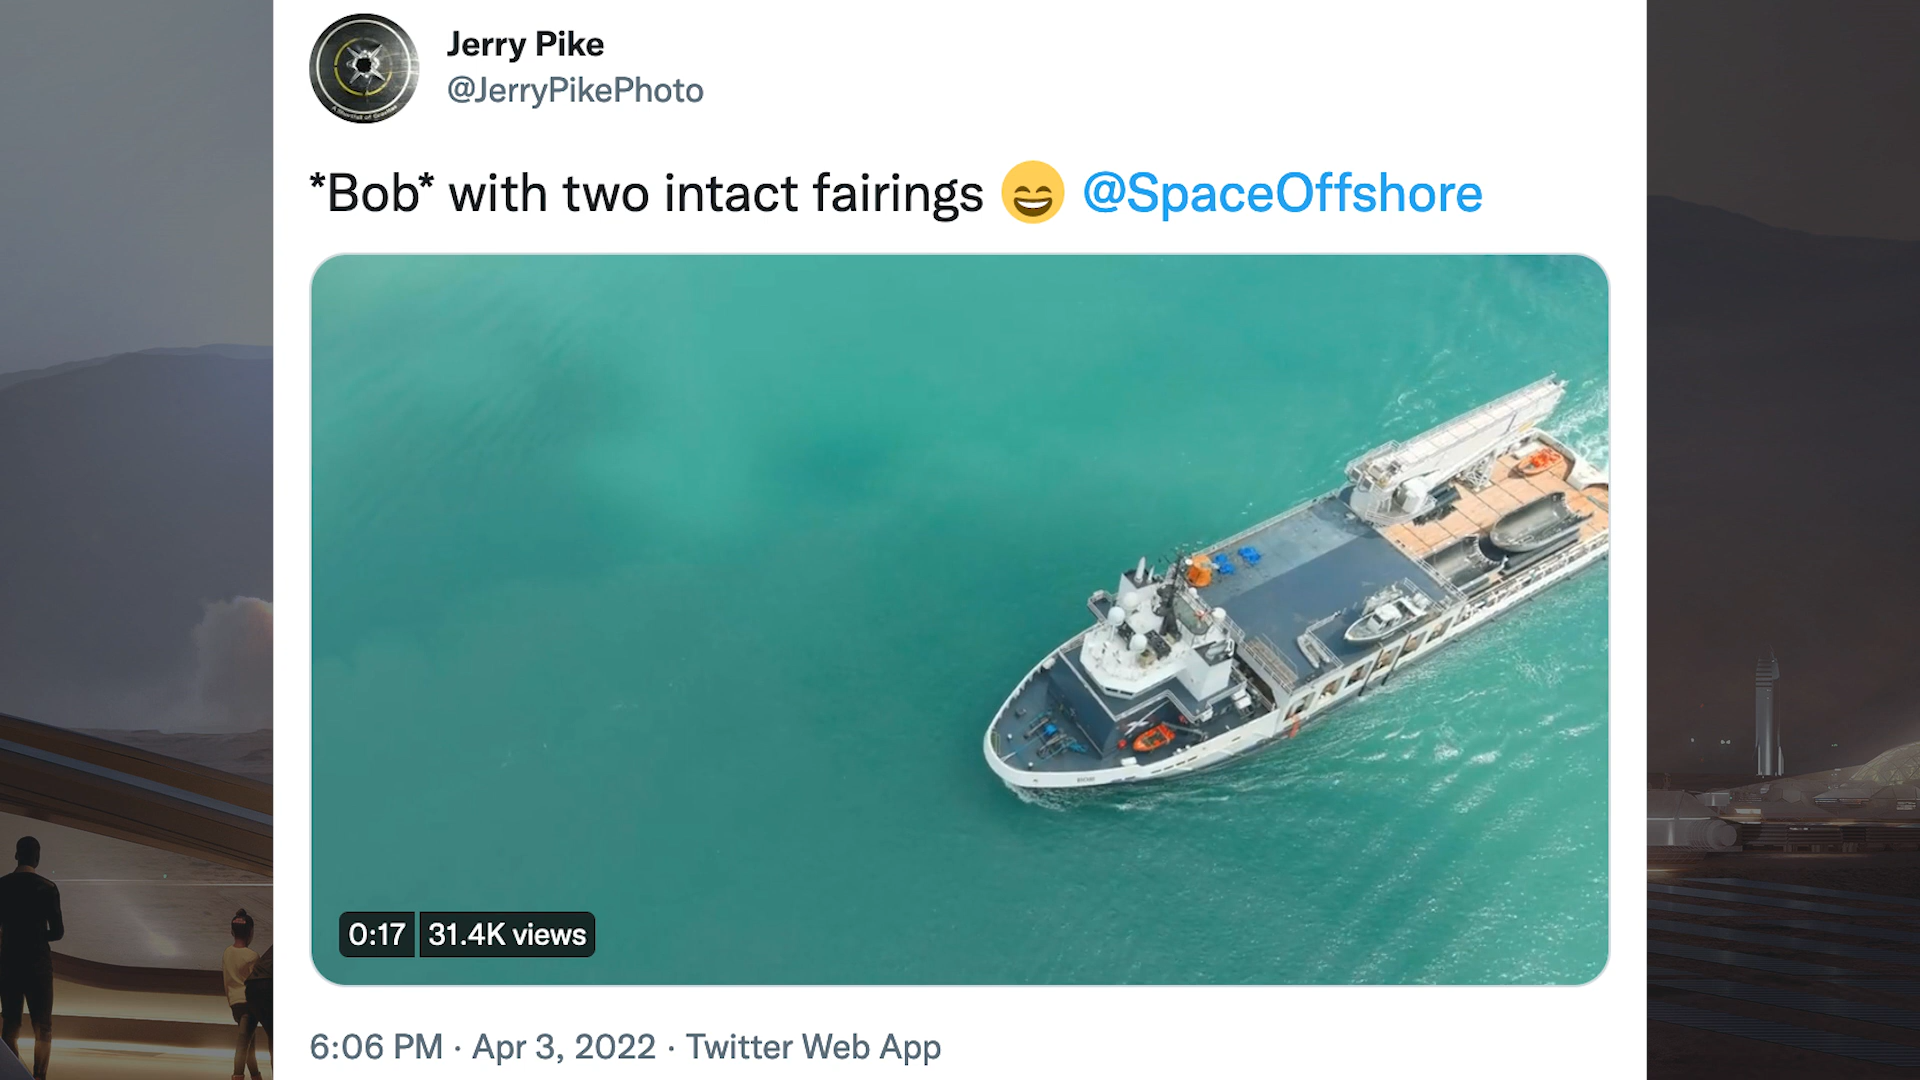 Jerry Pike
@JerryPikePhoto
*Bob* with two intact fairings 😄 @SpaceOffshore
0:17 31.4K views
6:06 PM · Apr 3, 2022 · Twitter Web App